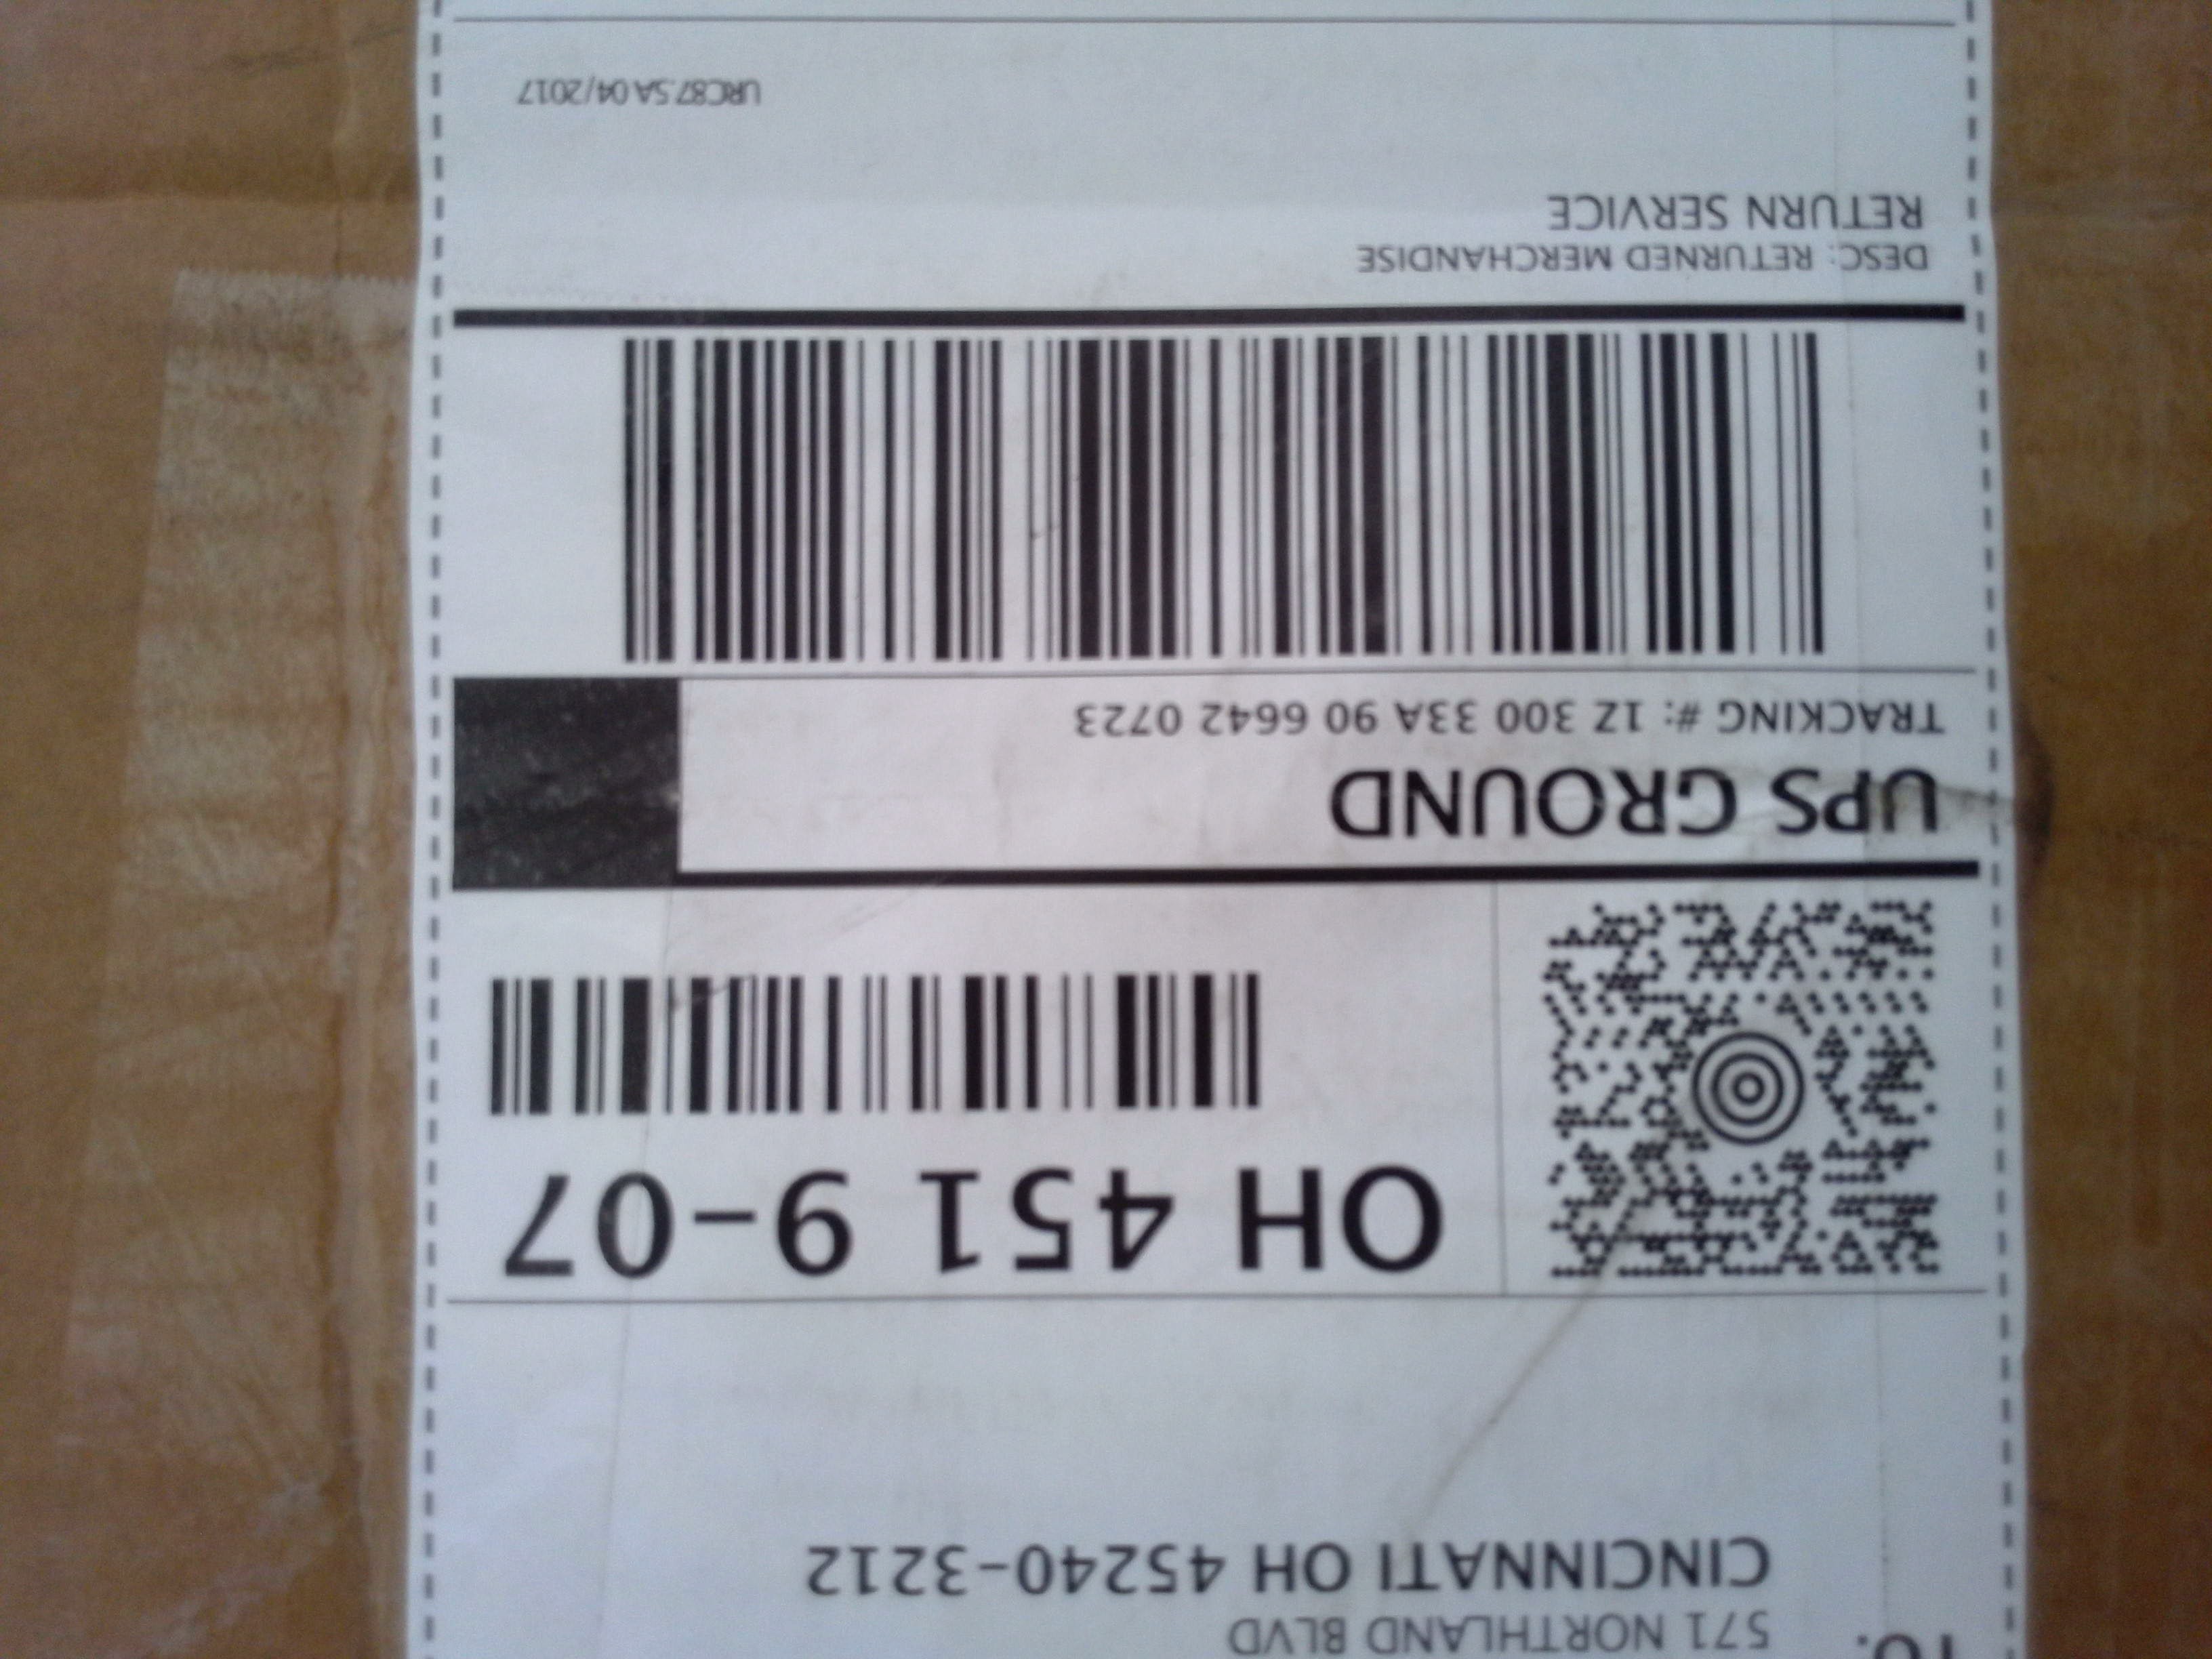 TO:
571 NORTHLAND BLVD
CINCINNATI OH 45240-3212
OH 451 9-07
UPS GROUND
TRACKING #: 1Z 300 33A 90 6642 0723
DESC: RETURNED MERCHANDISE
RETURN SERVICE
URC87.5A 04/2017